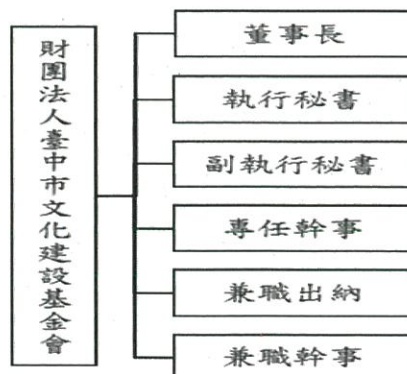 財團法人臺中市文化建設基金會
董事長
執行秘書
副執行秘書
專任幹事
兼職出納
兼職幹事